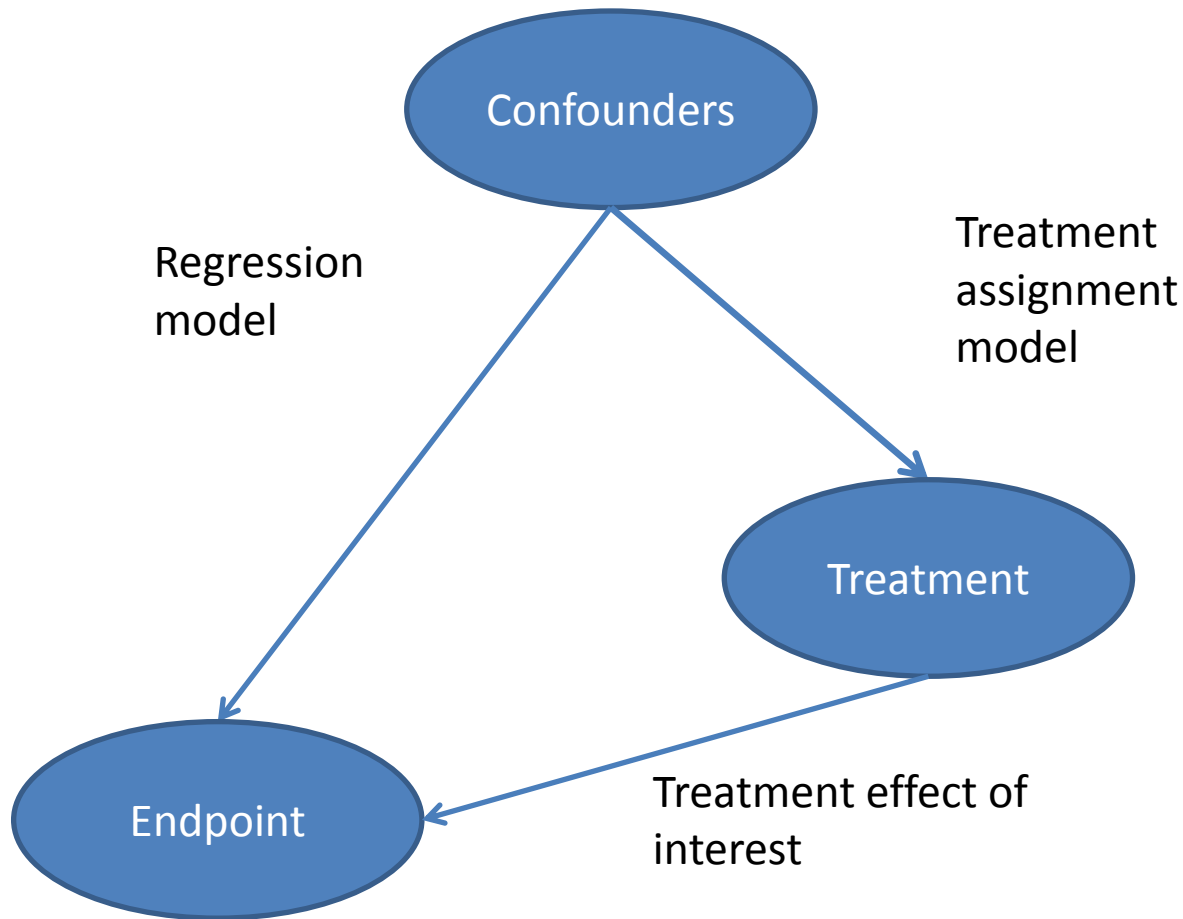 Confounders
Regression
model
Treatment
assignment
model
Treatment
Endpoint
Treatment effect of
interest